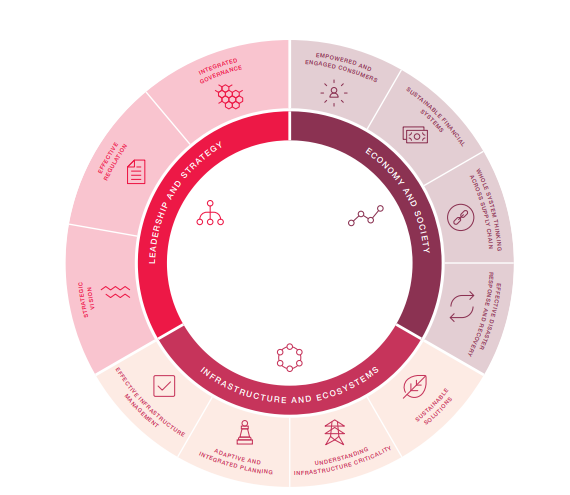 INTEGRATED
GOVERNANCE
EMPOWERED AND
ENGAGED CONSUMERS
SUSTAINABLE FINANCIAL
SYSTEMS
WHOLE SYSTEM THINKING
ACROSS SUPPLY CHAIN
EFFECTIVE DISASTER
RESPONSE AND RECOVERY
SUSTAINABLE
SOLUTIONS
UNDERSTANDING
INFRASTRUCTURE CRITICALITY
ADAPTIVE AND
INTEGRATED PLANNING
EFFECTIVE INFRASTRUCTURE
MANAGEMENT
STRATEGIC
VISION
EFFECTIVE
REGULATION
LEADERSHIP AND STRATEGY
ECONOMY AND SOCIETY
INFRASTRUCTURE AND ECOSYSTEMS